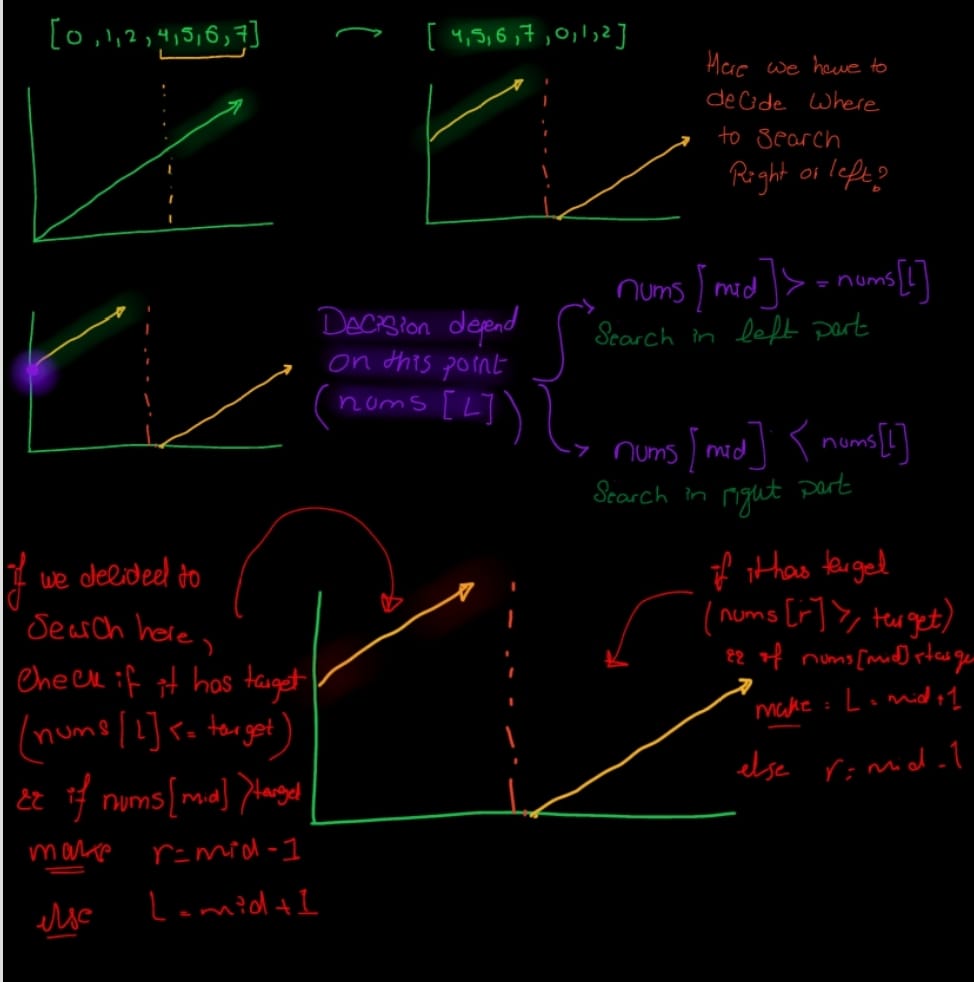 [0,1,2,4,5,6,7]
[4,5,6,7,0,1,2]
Here we have to
decide where
to search
Right or left?
Decision depend
on this point
(nums [L])
nums[mid] >= nums[l]
Search in left part
nums[mid] < nums[l]
Search in right part
if we decided to
Search here,
Check if it has target
(nums[l] <= target)
&& if nums[mid] > target
make r=mid-1
else L=mid+1
if it has target
(nums[r] >= target)
&& if nums[mid] <
make: L=mid+1
else r=mid-1